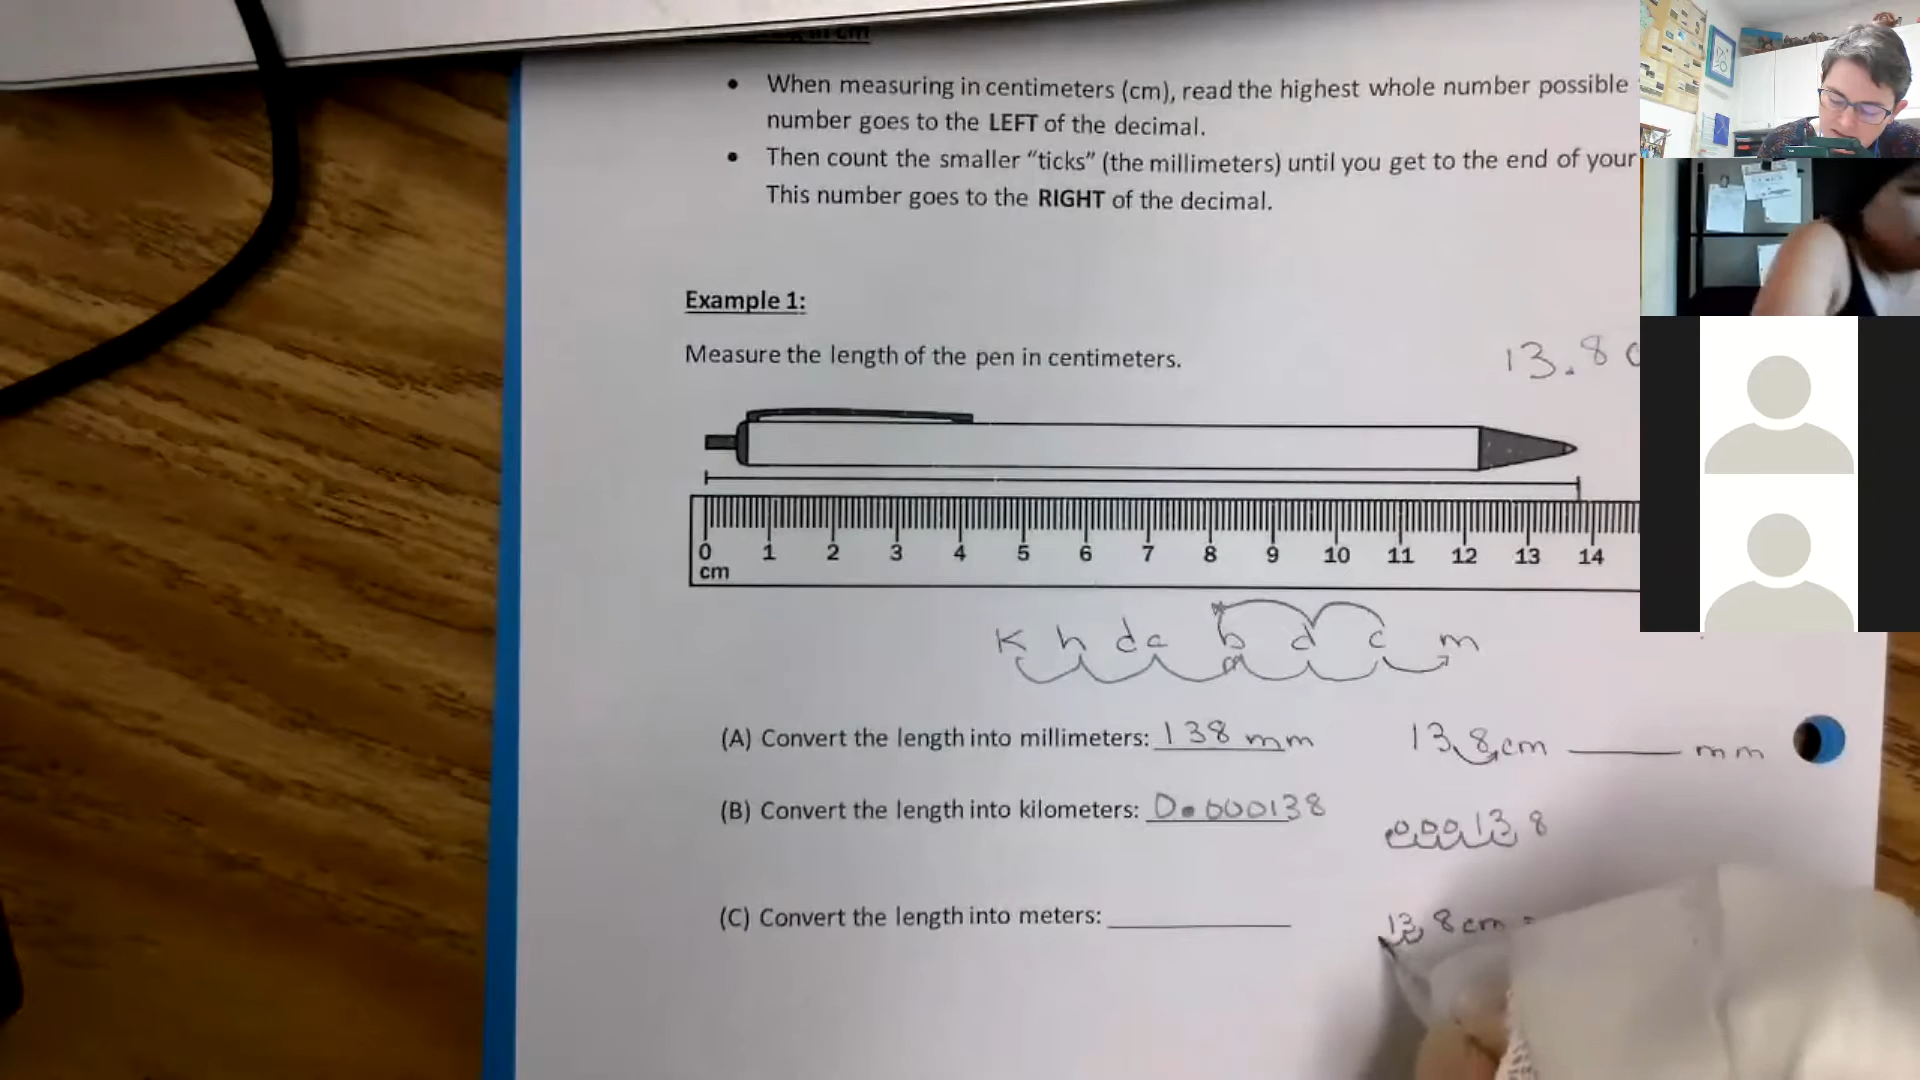 When measuring in centimeters (cm), read the highest whole number possible
number goes to the LEFT of the decimal.
Then count the smaller “ticks” (the millimeters) until you get to the end of your
This number goes to the RIGHT of the decimal.
Example 1:
Measure the length of the pen in centimeters.
13.8 c
0 1 2 3 4 5 6 7 8 9 10 11 12 13 14
cm
K h da b d c m
m
(A) Convert the length into millimeters: 138 mm
13.8 cm ______ mm
(B) Convert the length into kilometers: 0.000138
00013.8
(C) Convert the length into meters: ______
13.8 cm =